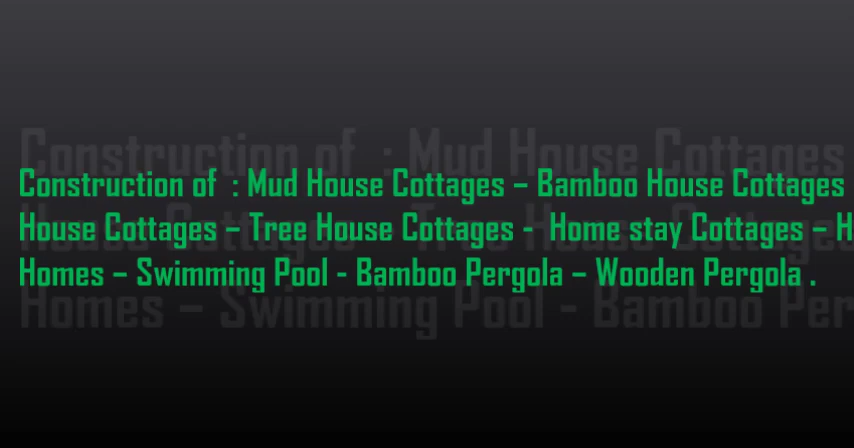 Construction of : Mud House Cottages – Bamboo House Cottages
House Cottages – Tree House Cottages - Home stay Cottages – H
Homes – Swimming Pool - Bamboo Pergola – Wooden Pergola .